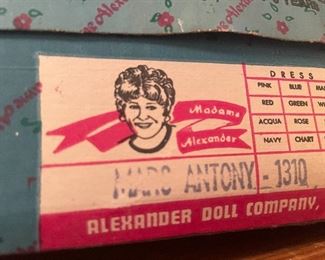 Madame
Alexander
DRESS
PINK BLUE
RED GREEN
ACQUA ROSE
NAVY CHART
MARC ANTONY - 1310
ALEXANDER DOLL COMPANY,